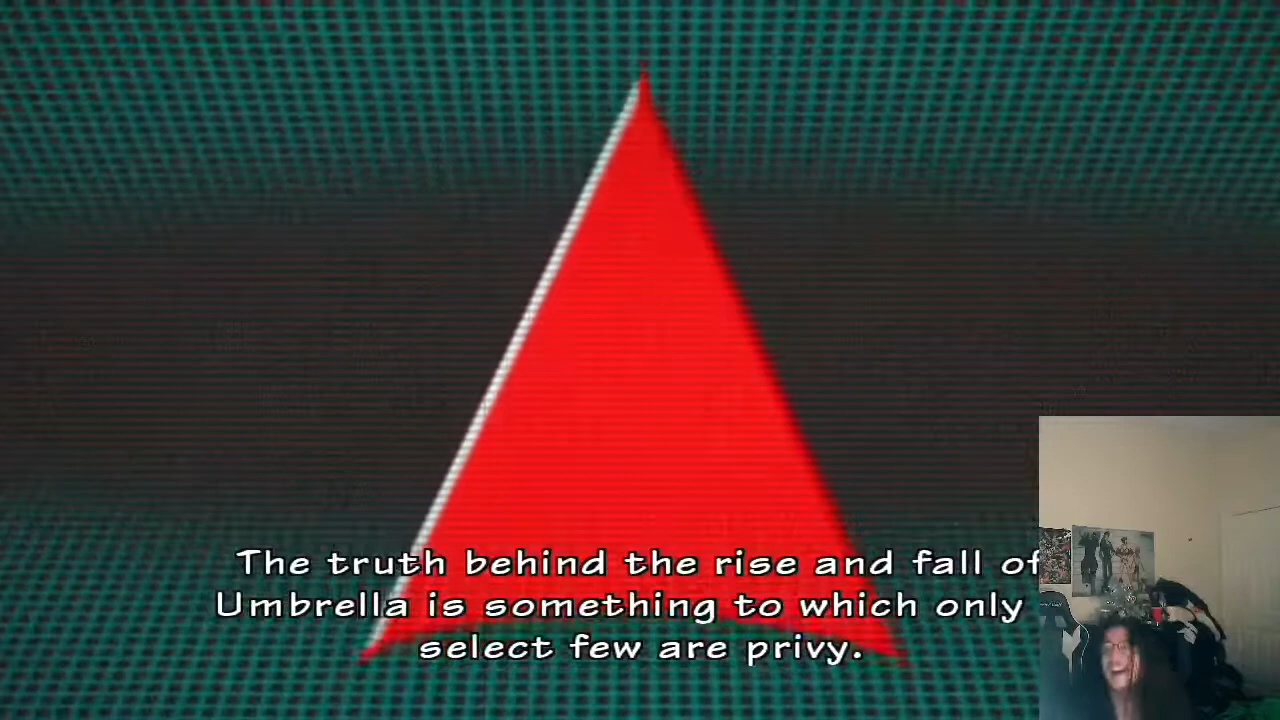 The truth behind the rise and fall of
Umbrella is something to which only
select few are privy.